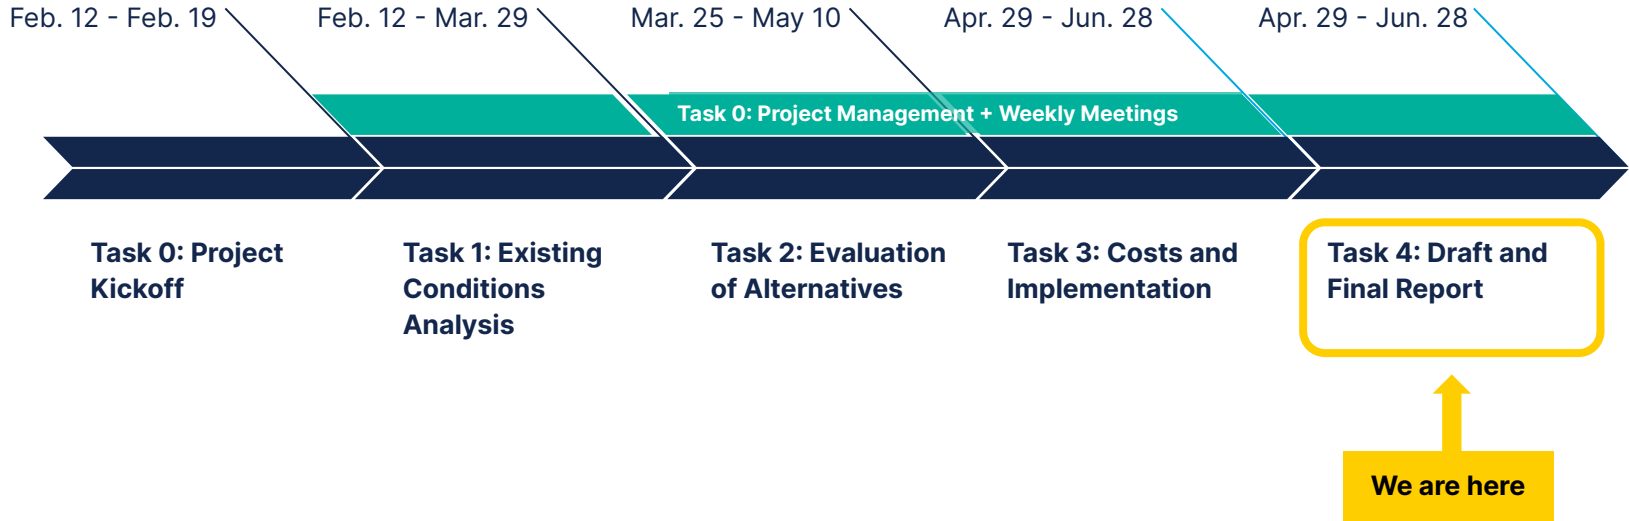 Feb. 12 - Feb. 19
Feb. 12 - Mar. 29
Mar. 25 - May 10
Apr. 29 - Jun. 28
Apr. 29 - Jun. 28
Task 0: Project Management + Weekly Meetings
Task 0: Project
Kickoff
Task 1: Existing
Conditions
Analysis
Task 2: Evaluation
of Alternatives
Task 3: Costs and
Implementation
Task 4: Draft and
Final Report
We are here